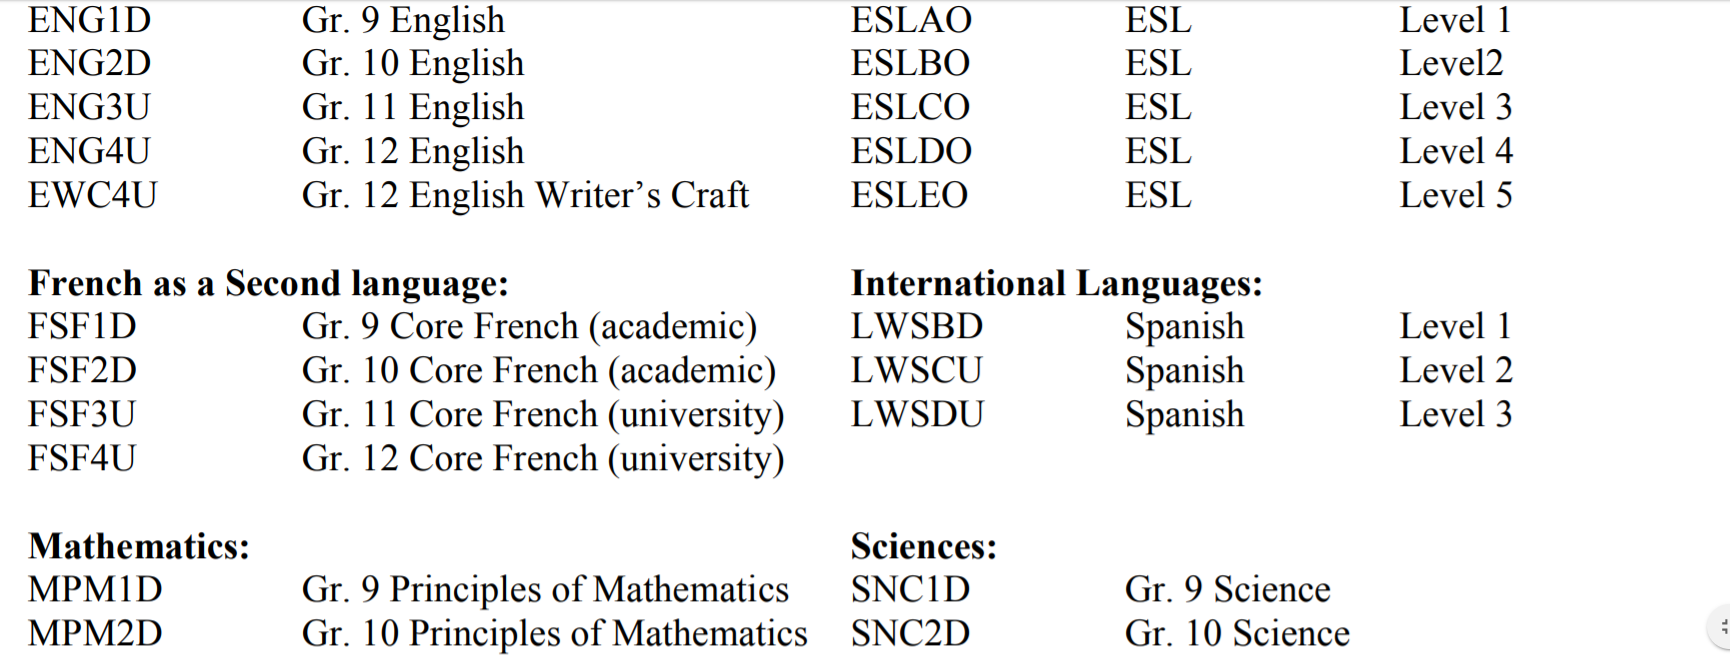 ENG1D Gr. 9 English ESLAO ESL Level 1
ENG2D Gr. 10 English ESLBO ESL Level2
ENG3U Gr. 11 English ESLCO ESL Level 3
ENG4U Gr. 12 English ESLDO ESL Level 4
EWC4U Gr. 12 English Writer’s Craft ESLEO ESL Level 5
French as a Second language: International Languages:
FSF1D Gr. 9 Core French (academic) LWSBD Spanish Level 1
FSF2D Gr. 10 Core French (academic) LWSCU Spanish Level 2
FSF3U Gr. 11 Core French (university) LWSDU Spanish Level 3
FSF4U Gr. 12 Core French (university)
Mathematics: Sciences:
MPM1D Gr. 9 Principles of Mathematics SNC1D Gr. 9 Science
MPM2D Gr. 10 Principles of Mathematics SNC2D Gr. 10 Science